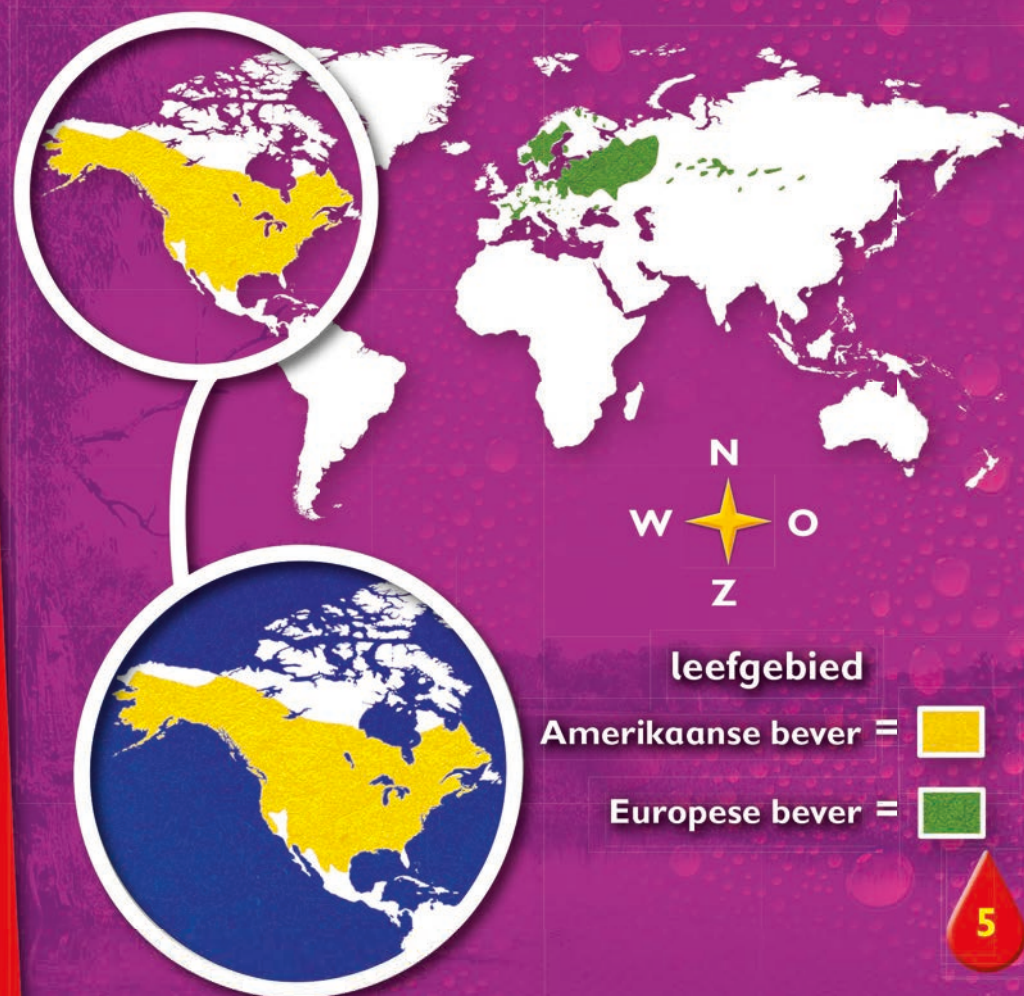 N
W O
Z
leefgebied
Amerikaanse bever =
Europese bever =
5